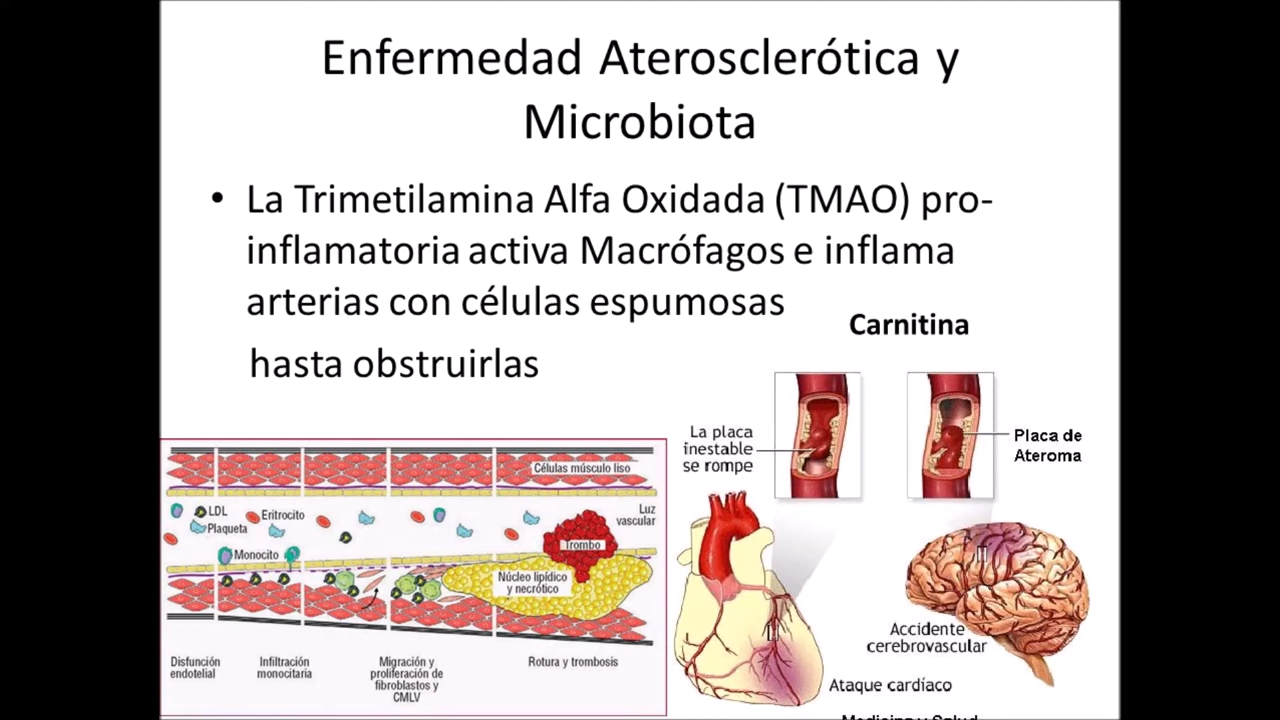 Enfermedad Aterosclerótica y
Microbiota
• La Trimetilamina Alfa Oxidada (TMAO) pro-
inflamatoria activa Macrófagos e inflama
arterias con células espumosas
hasta obstruirlas
Carnitina
La placa
inestable
se rompe
Placa de
Ateroma
Células músculo liso
LDL
Eritrocito
Plaqueta
Luz
vascular
Monocito
Trombo
Núcleo lipídico
y necrótico
Disfunción
endotelial
Infiltración
monocitaria
Migración y
proliferación de
fibroblastos y
CMLV
Rotura y trombosis
Accidente
cerebrovascular
Ataque cardíaco
Medicina y Salud